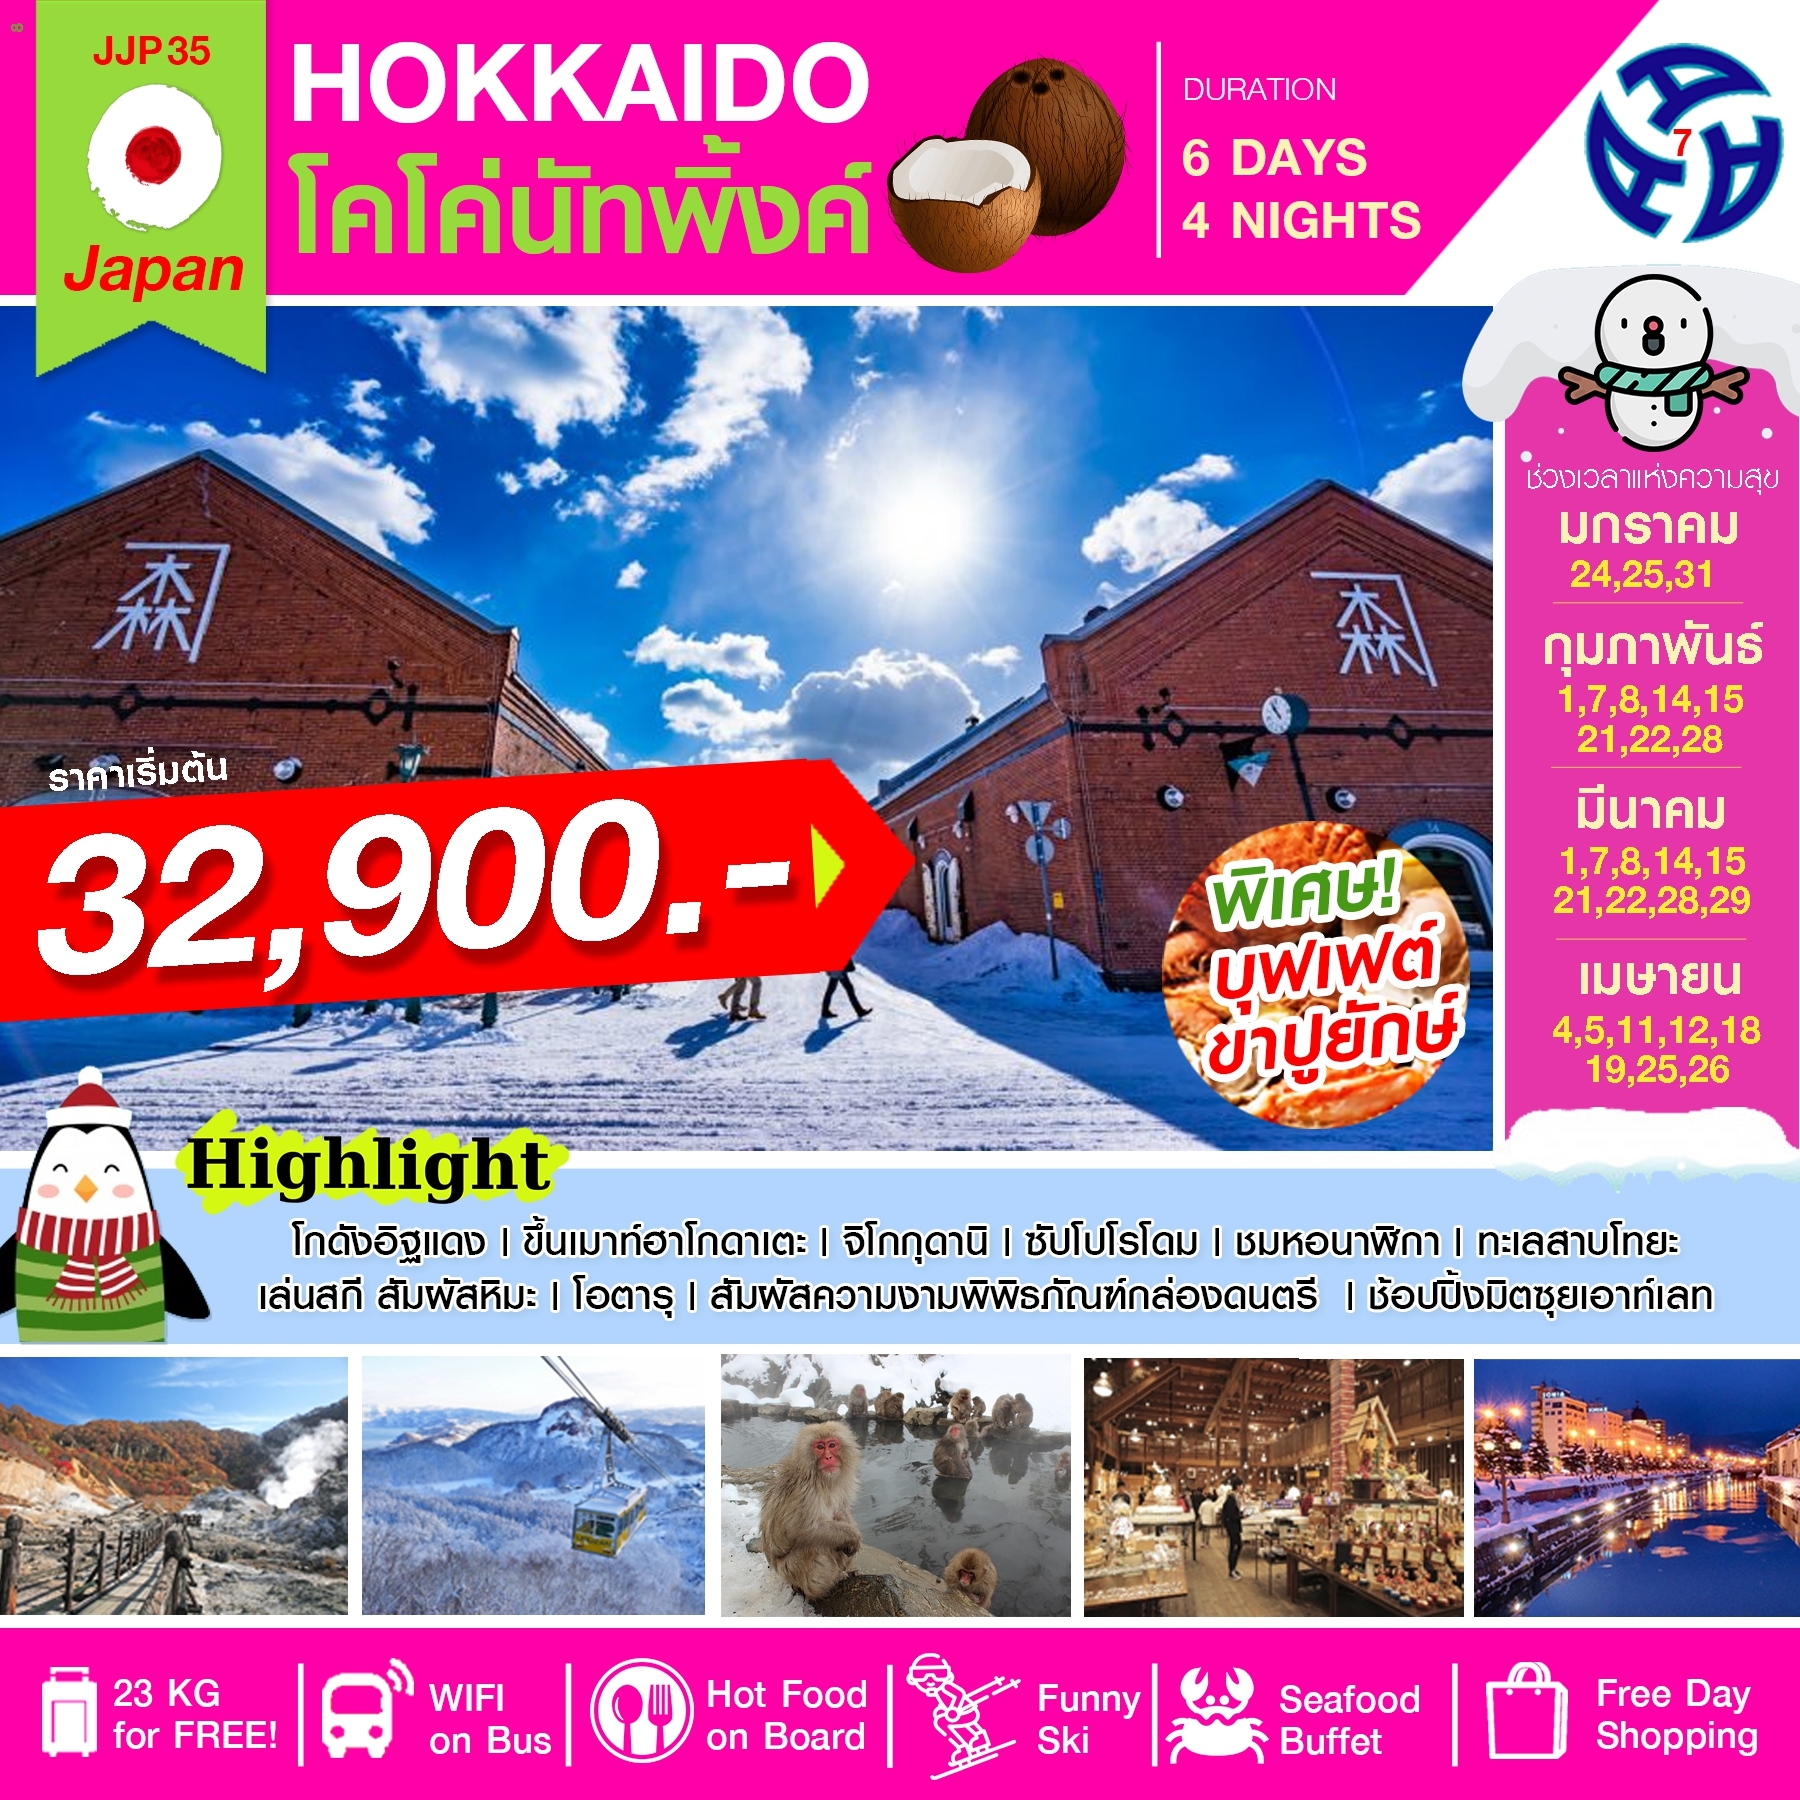 8
JJP35
Japan
HOKKAIDO
โคโค่นัทพิ้งค์
DURATION
6 DAYS
4 NIGHTS
7
ช่วงเวลาแห่งความสุข
มกราคม
24,25,31
กุมภาพันธ์
1,7,8,14,15
21,22,28
มีนาคม
1,7,8,14,15
21,22,28,29
เมษายน
4,5,11,12,18
19,25,26
ราคาเริ่มต้น
32,900.-
พิเศษ!
บุฟเฟต์
ขาปูยักษ์
Highlight
โกดังอิฐแดง | ขึ้นเมาท์ฮาโกดาเตะ | จิโกกุดานิ | ซัปโปโรโดม | ชมหอนาฬิกา | ทะเลสาบโทยะ
เล่นสกี สัมผัสหิมะ | โอตารุ | สัมผัสความงามพิพิธภัณฑ์กล่องดนตรี | ช้อปปิ้งมิตซุยเอาท์เลท
23 KG
for FREE!
WIFI
on Bus
Hot Food
on Board
Funny
Ski
Seafood
Buffet
Free Day
Shopping